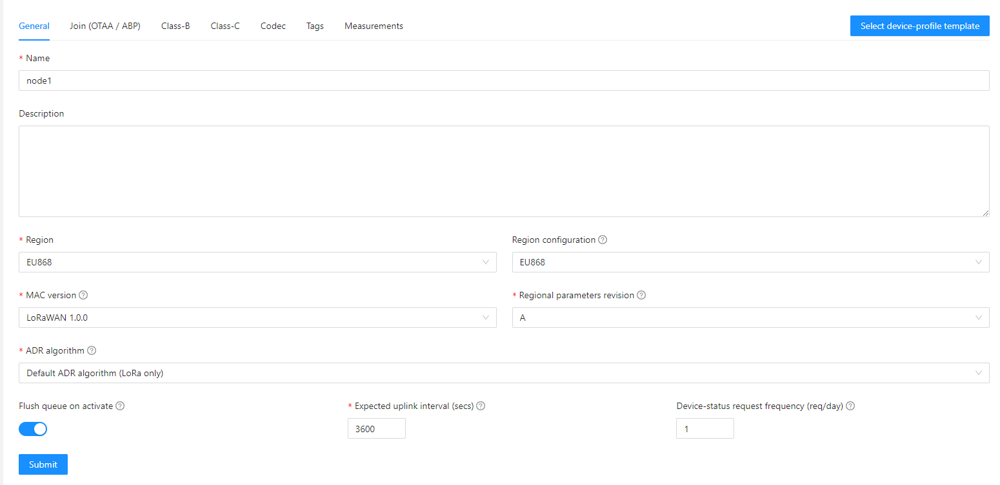 General Join (OTAA / ABP) Class-B Class-C Codec Tags Measurements Select device-profile template
* Name
node1
Description
* Region Region configuration
EU868 EU868
* MAC version * Regional parameters revision
LoRaWAN 1.0.0 A
* ADR algorithm
Default ADR algorithm (LoRa only)
Flush queue on activate * Expected uplink interval (secs) Device-status request frequency (req/day)
3600 1
Submit